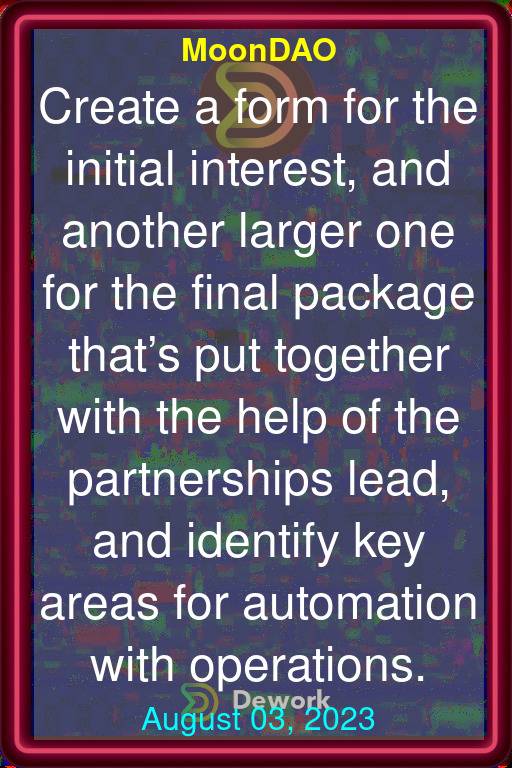 MoonDAO
Create a form for the
initial interest, and
another larger one
for the final package
that’s put together
with the help of the
partnerships lead,
and identify key
areas for automation
with operations.
Dework
August 03, 2023